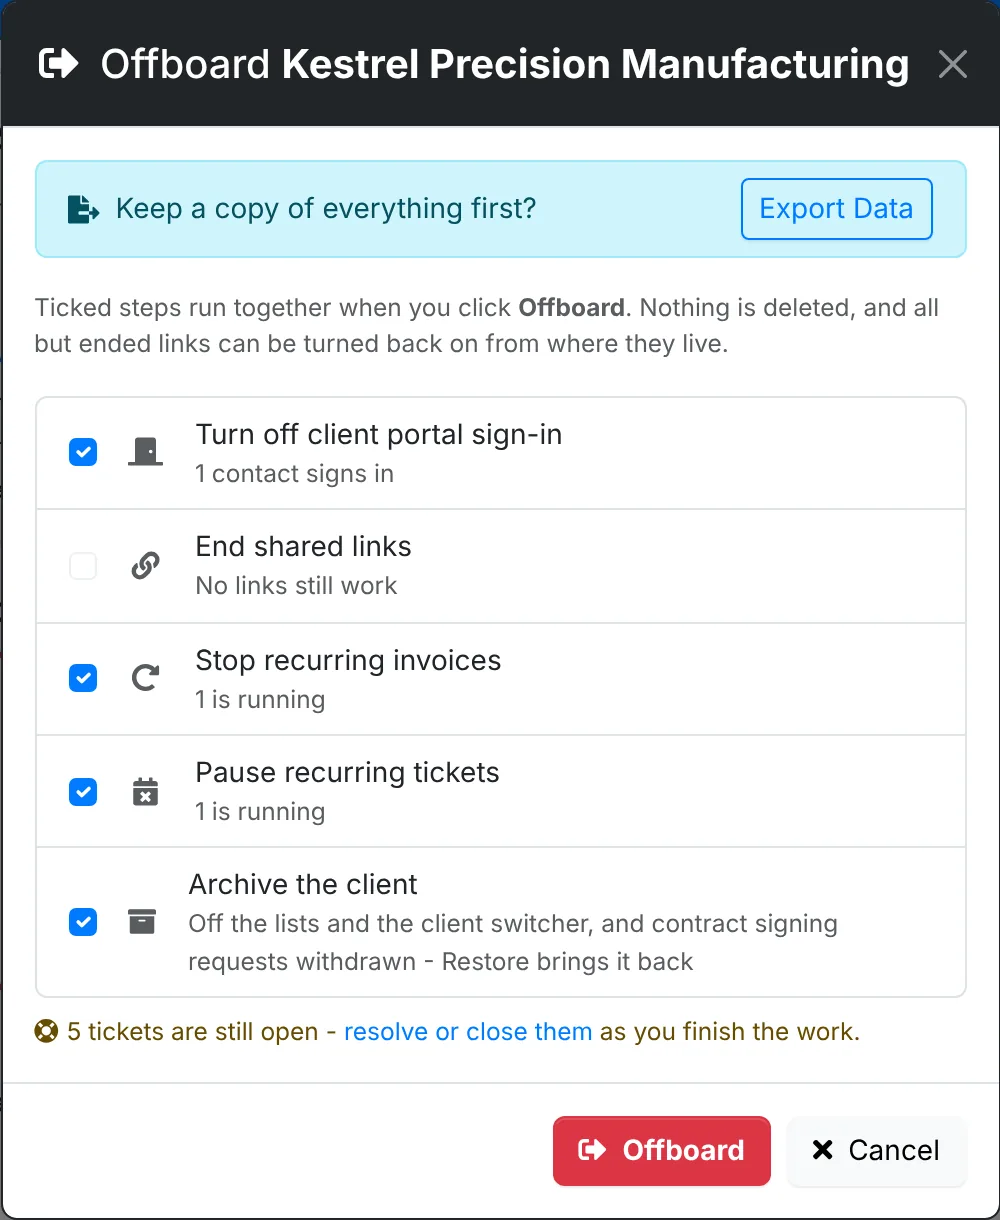 Offboard Kestrel Precision Manufacturing
Keep a copy of everything first?
Export Data
Ticked steps run together when you click Offboard. Nothing is deleted, and all
but ended links can be turned back on from where they live.
Turn off client portal sign-in
1 contact signs in
End shared links
No links still work
Stop recurring invoices
1 is running
Pause recurring tickets
1 is running
Archive the client
Off the lists and the client switcher, and contract signing
requests withdrawn - Restore brings it back
5 tickets are still open - resolve or close them as you finish the work.
Offboard
Cancel